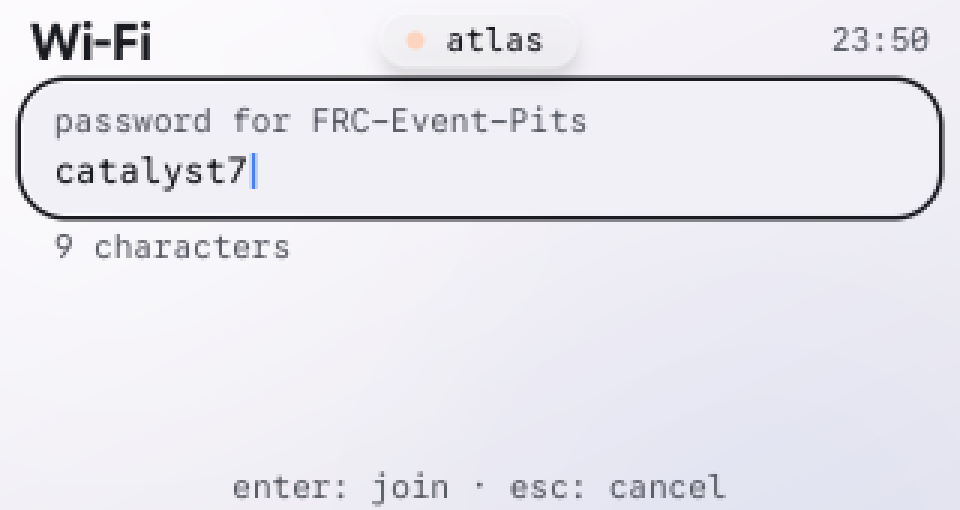 Wi-Fi
atlas
23:50
password for FRC-Event-Pits
catalyst7
9 characters
enter: join · esc: cancel